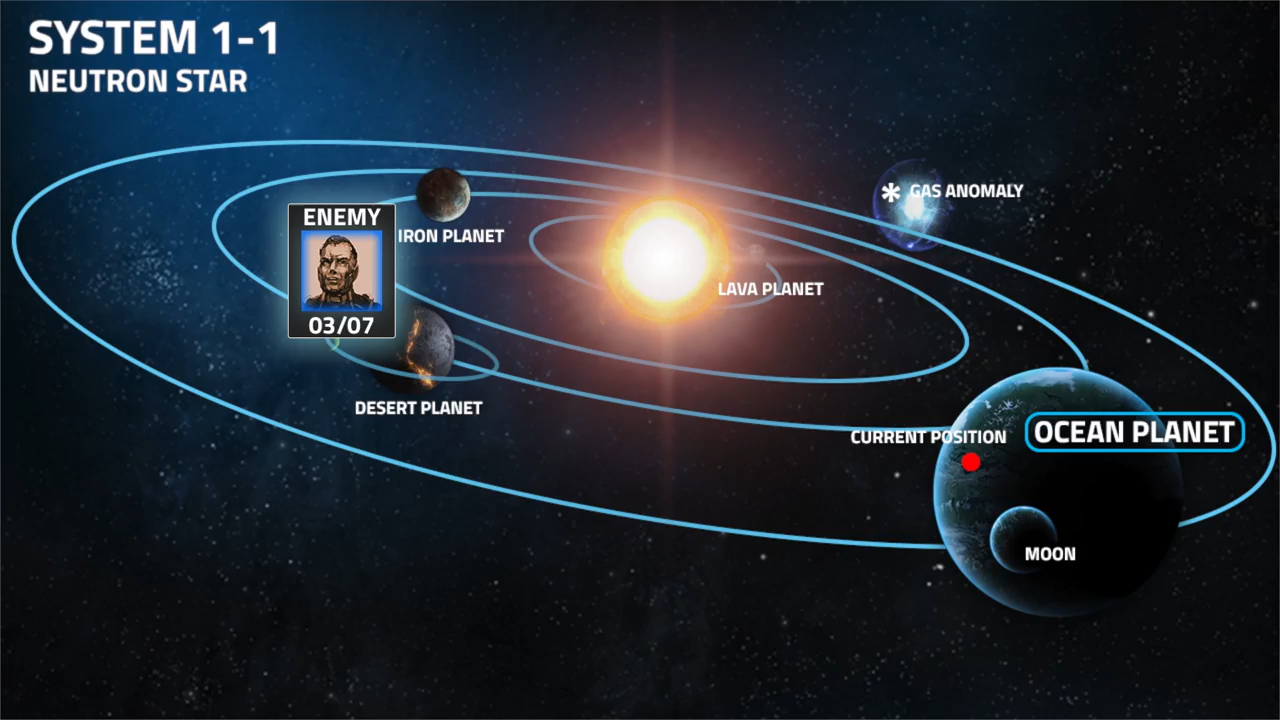 SYSTEM 1-1
NEUTRON STAR
ENEMY
03/07
IRON PLANET
DESERT PLANET
LAVA PLANET
* GAS ANOMALY
CURRENT POSITION
OCEAN PLANET
MOON